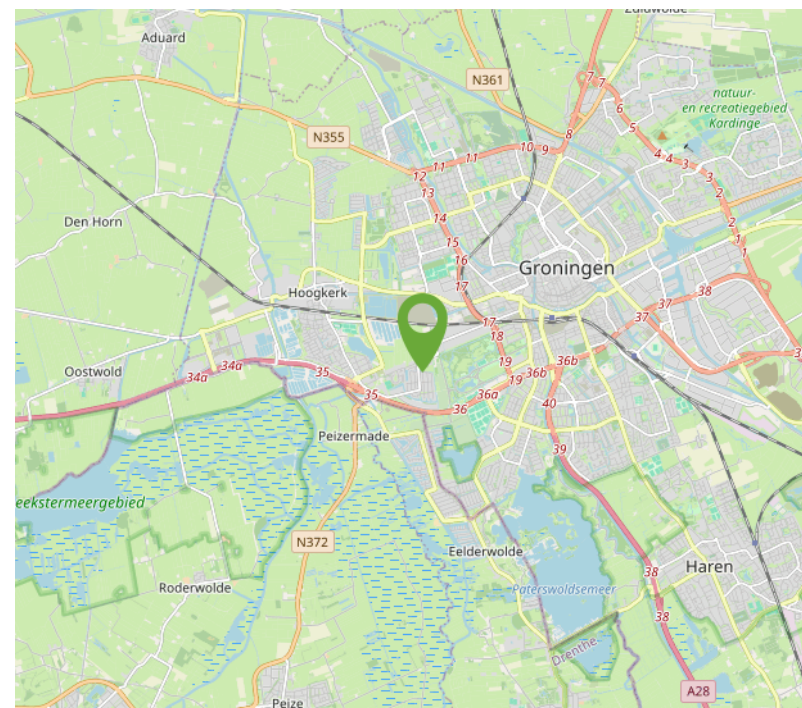 Zuidwolde
Aduard
N361
7
7
6
natuur-
en recreatiegebied
Kardinge
5
8
N355
10
9
11
11
12
4
4
3
3
13
2
14
2
Den Horn
15
1
1
16
Groningen
17
38
Hoogkerk
37
37
17
18
34a
34a
35
19
36b
36b
Oostwold
35
36a
19
36
40
Peizermade
39
eekstermeergebied
N372
Eelderwolde
38
Haren
Roderwolde
Paterswoldsemeer
38
Drenthe
A28
Peize